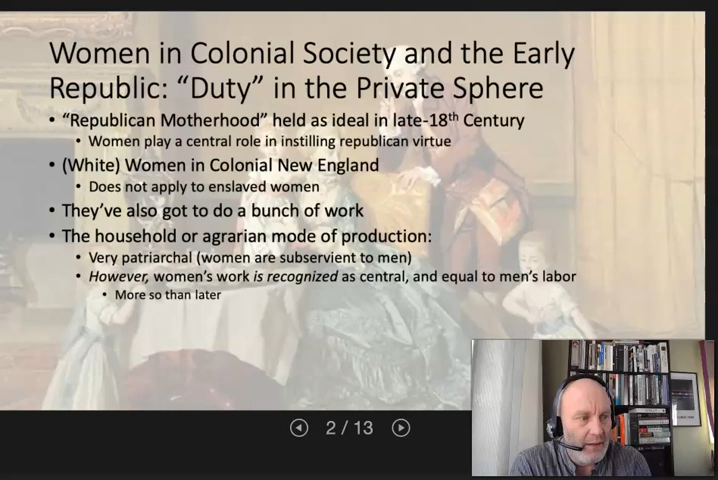 Women in Colonial Society and the Early
Republic: “Duty” in the Private Sphere
• “Republican Motherhood” held as ideal in late-18th Century
• Women play a central role in instilling republican virtue
• (White) Women in Colonial New England
• Does not apply to enslaved women
• They’ve also got to do a bunch of work
• The household or agrarian mode of production:
• Very patriarchal (women are subservient to men)
• However, women’s work is recognized as central, and equal to men’s labor
• More so than later
2 / 13